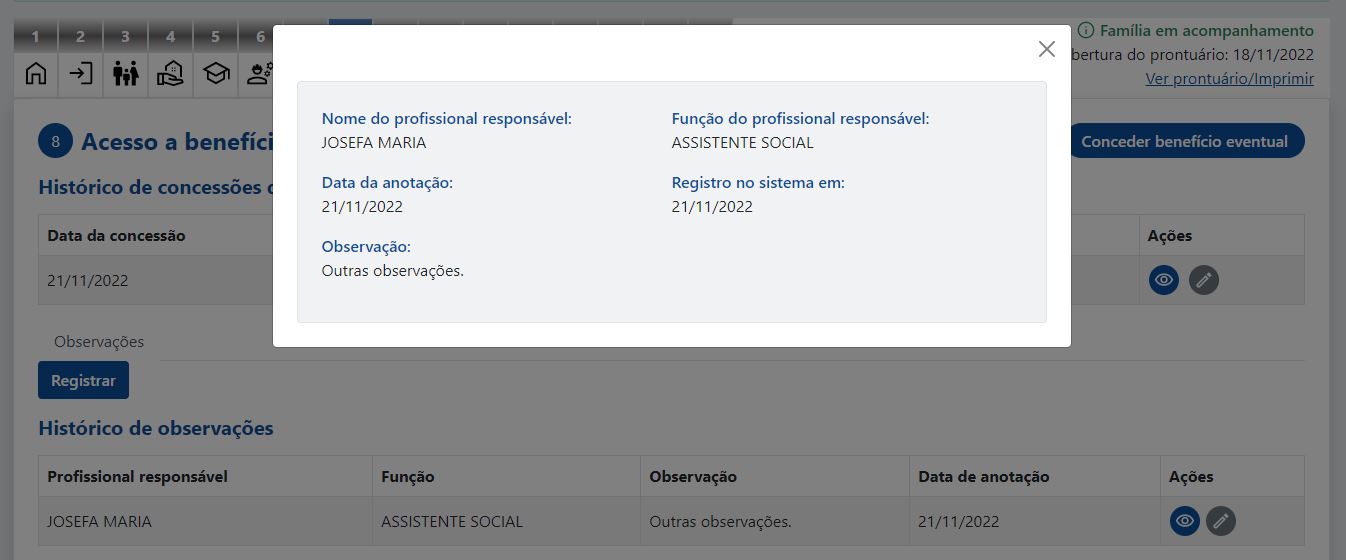 1 2 3 4 5 6
Família em acompanhamento
bertura do prontuário: 18/11/2022
Ver prontuário/Imprimir
8 Acesso a benefíci
Conceder benefício eventual
Histórico de concessões
Data da concessão
Ações
21/11/2022
Nome do profissional responsável:
JOSEFA MARIA
Função do profissional responsável:
ASSISTENTE SOCIAL
Data da anotação:
21/11/2022
Registro no sistema em:
21/11/2022
Observação:
Outras observações.
Observações
Registrar
Histórico de observações
Profissional responsável Função Observação Data de anotação Ações
JOSEFA MARIA ASSISTENTE SOCIAL Outras observações. 21/11/2022